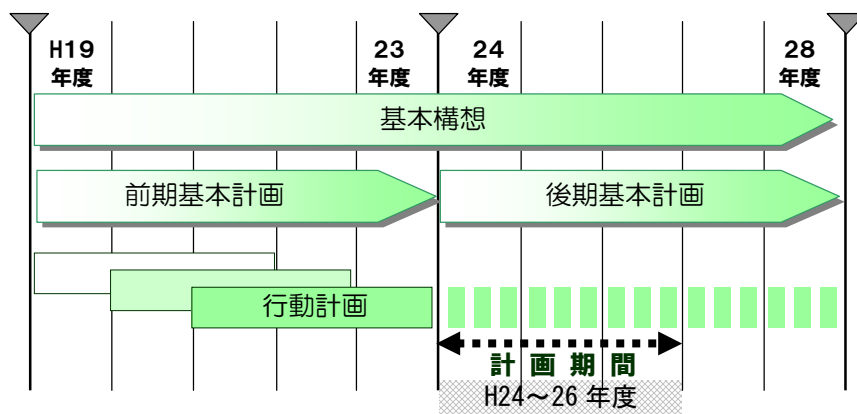 H19
年度
23
年度
24
年度
28
年度
基本構想
前期基本計画
後期基本計画
行動計画
計画期間
H24～26年度